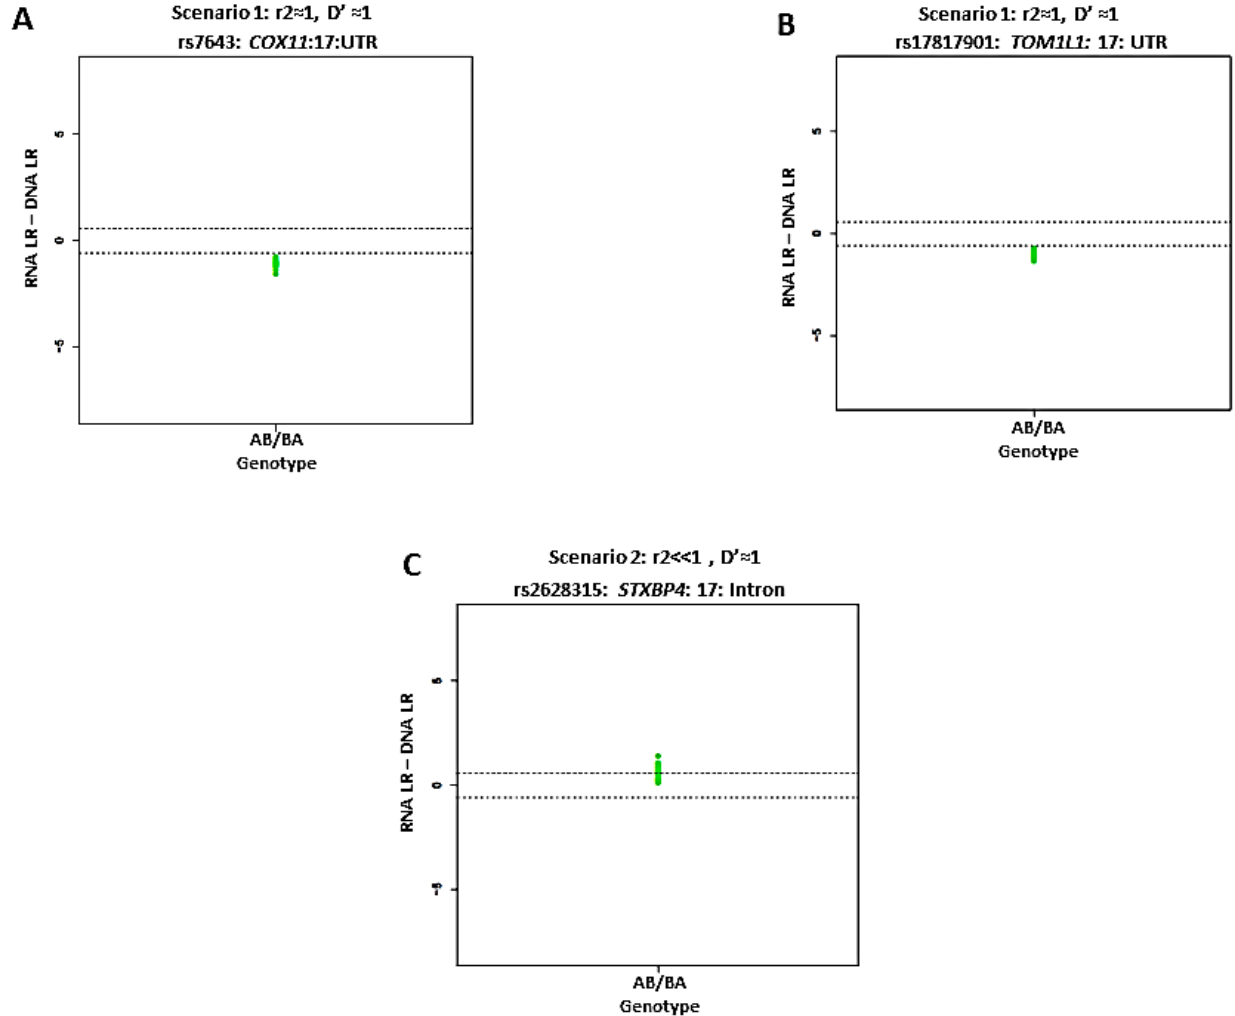 A
Scenario 1: r2≈1, D’ ≈1
rs7643: COX11:17:UTR
RNA LR – DNA LR
5
0
-5
AB/BA
Genotype
B
Scenario 1: r2≈1, D’ ≈1
rs17817901: TOM1L1: 17: UTR
RNA LR – DNA LR
5
0
-5
AB/BA
Genotype
C
Scenario 2: r2<<1 , D’≈1
rs2628315: STXBP4: 17: Intron
RNA LR – DNA LR
5
0
-5
AB/BA
Genotype